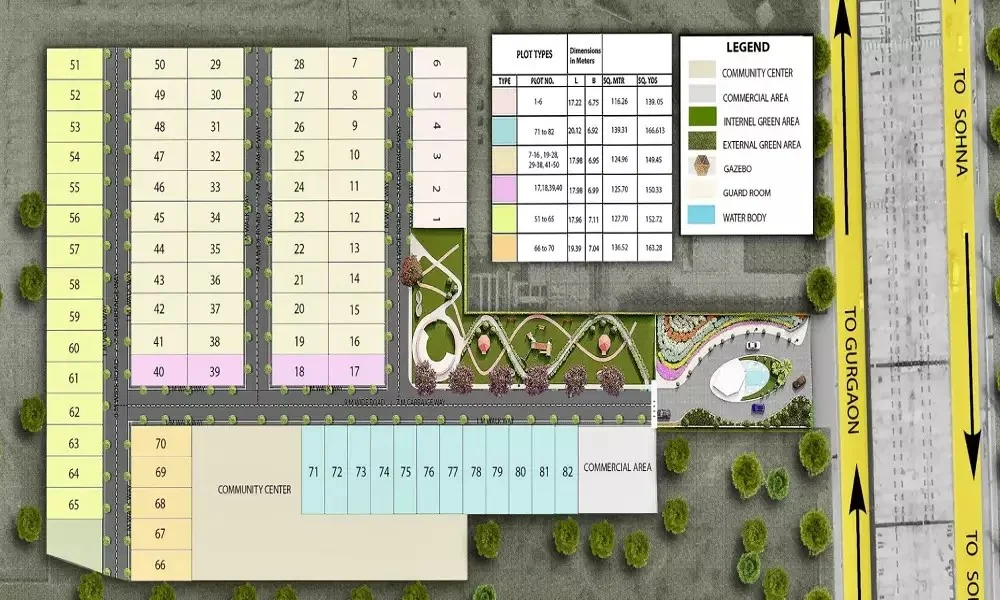 51 50 29 28 7 6
52 49 30 27 8 5
53 48 31 26 9 4
54 47 32 25 10 3
55 46 33 24 11 2
56 45 34 23 12 1
57 44 35 22 13
58 43 36 21 14
59 42 37 20 15
60 41 38 19 16
61 40 39 18 17
62
63
64
65
9 M WIDE ROAD
70
69
68
67
66
COMMUNITY CENTER
71 72 73 74 75 76 77 78 79 80 81 82
COMMERCIAL AREA
PLOT TYPES Dimensions
in Meters
TYPE PLOT NO. L B SQ. MTR SQ. YDS
1-6 17.22 6.75 116.26 139.05
71 to 82 20.12 6.92 139.31 166.613
7-16 , 19-28,
29-38, 41-50 17.98 6.95 124.96 149.45
17,18,39,40 17.98 6.99 125.70 150.33
51 to 65 17.96 7.11 127.70 152.72
66 to 70 19.39 7.04 136.52 163.28
LEGEND
COMMUNITY CENTER
COMMERCIAL AREA
INTERNEL GREEN AREA
EXTERNAL GREEN AREA
GAZEBO
GUARD ROOM
WATER BODY
TO GURGAON
TO SOHNA
TO